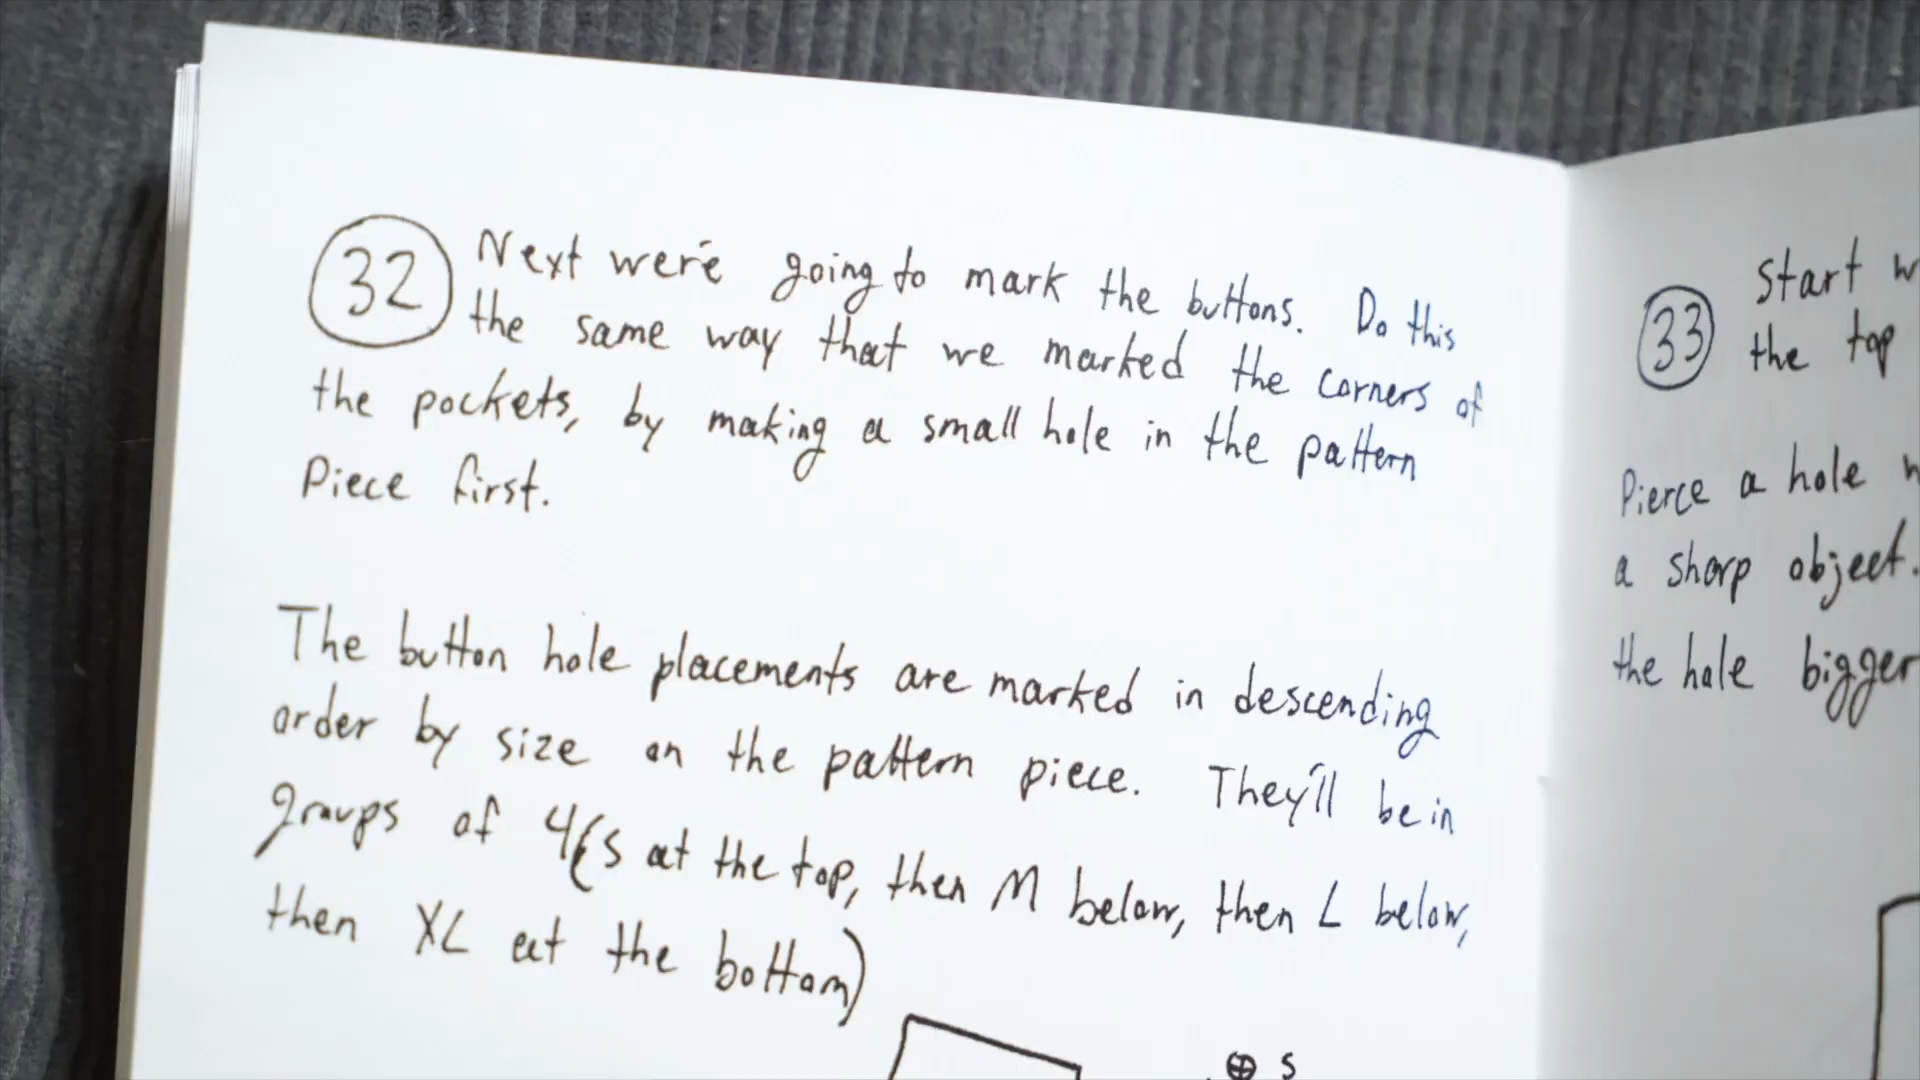 32 Next we're going to mark the buttons. Do this
the same way that we marked the corners of
the pockets, by making a small hole in the pattern
Piece first.
The button hole placements are marked in descending
order by size on the pattern piece. They'll be in
groups of 4 (S at the top, then M below, then L below,
then XL at the bottom)
S
33 Start
the top
Pierce a hole
a sharp object.
the hole bigger